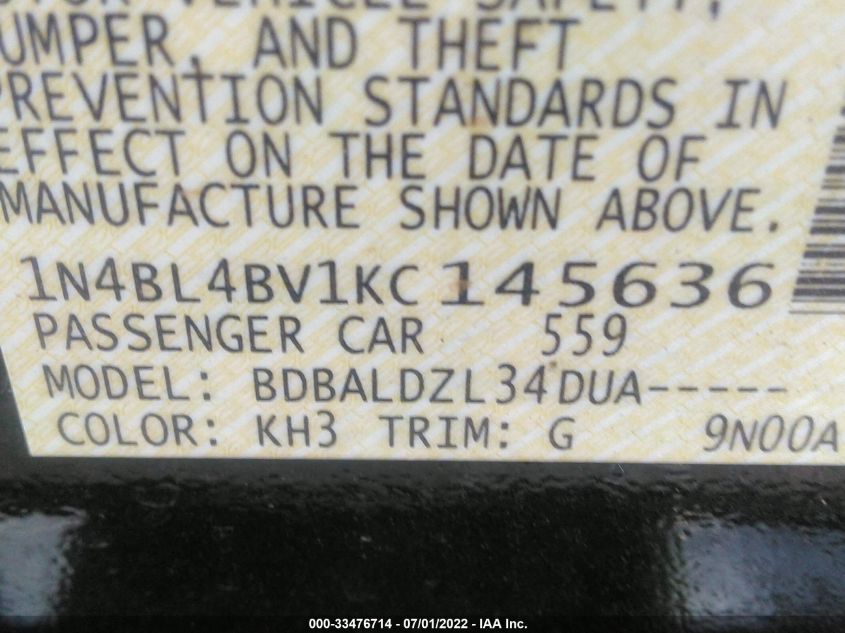 UMPER, AND THEFT
REVENTION STANDARDS IN
EFFECT ON THE DATE OF
MANUFACTURE SHOWN ABOVE.
1N4BL4BV1KC145636
PASSENGER CAR 559
MODEL: BDBALDZL34DUA-----
COLOR: KH3 TRIM: G 9N00A
000-33476714 - 07/01/2022 - IAA Inc.